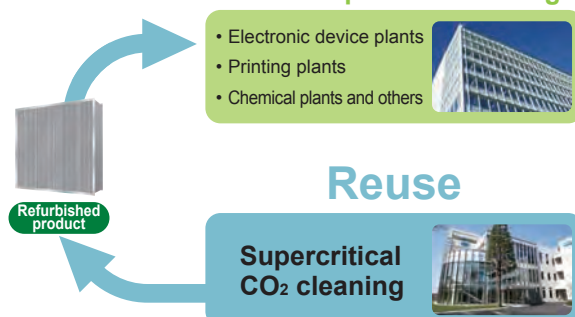 • Electronic device plants
• Printing plants
• Chemical plants and others
Reuse
Refurbished
product
Supercritical
CO₂ cleaning